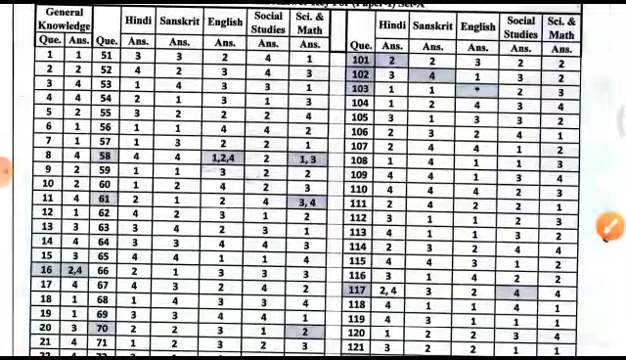 Key For (Paper-I)
General Knowledge Hindi Sanskrit English Social Studies Sci. & Math Hindi Sanskrit English Social Studies Sci. & Math
Que. Ans. Que. Ans. Ans. Ans. Ans. Ans. Que. Ans. Ans. Ans. Ans. Ans.
1 1 51 3 3 2 4 1 101 2 2 3 2 2
2 2 52 4 2 3 4 3 102 3 4 1 3 2
3 4 53 1 4 3 3 1 103 1 1 * 2 3
4 4 54 2 1 3 1 3 104 1 2 4 3 4
5 2 55 3 2 2 2 4 105 3 1 3 3 2
6 1 56 1 1 4 4 2 106 2 3 2 4 1
7 1 57 1 3 2 2 1 107 2 4 4 1 2
8 4 58 4 4 1,2,4 2 1, 3 108 1 4 1 1 3
9 2 59 1 1 3 2 2 109 4 4 1 3 4
10 2 60 1 2 4 2 3 110 4 4 4 2 3
11 4 61 2 1 2 4 3, 4 111 2 4 2 2 1
12 1 62 4 2 3 1 2 112 3 1 1 2 3
13 3 63 3 4 2 3 1 113 4 1 1 3 2
14 4 64 3 3 4 4 3 114 2 3 2 4 4
15 3 65 4 4 1 1 4 115 4 4 3 1 2
16 2,4 66 2 1 3 3 3 116 3 1 4 2 2
17 4 67 4 3 2 4 2 117 2, 4 3 2 4 4
18 1 68 1 4 3 3 4 118 4 1 1 4 1
19 1 69 3 3 4 4 1 119 4 3 1 1 1
20 3 70 2 2 3 1 2 120 1 2 2 3 4
21 4 71 1 2 3 2 3 121 3 2 2 1 1